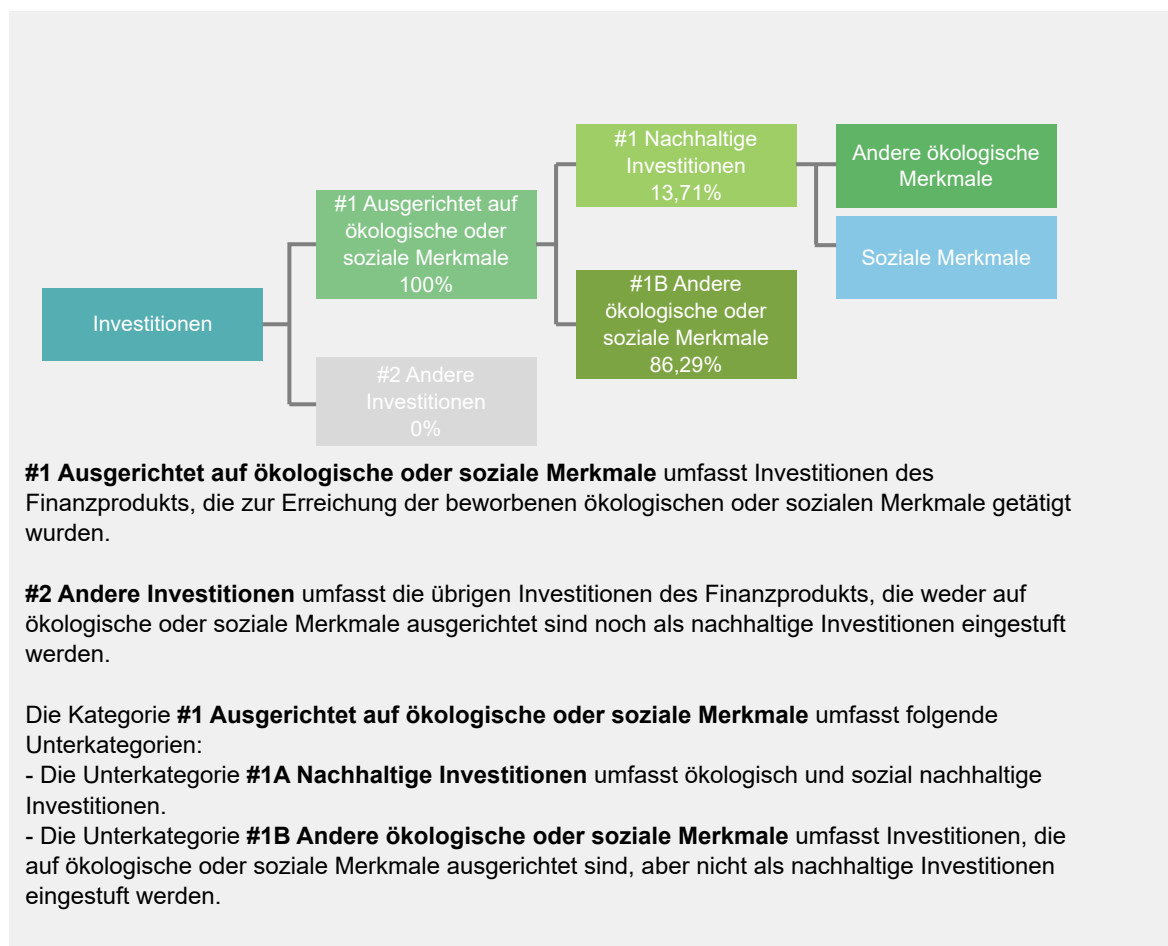 #1 Nachhaltige
Investitionen
13,71%
Andere ökologische
Merkmale
#1 Ausgerichtet auf
ökologische oder
soziale Merkmale
100%
Soziale Merkmale
#1B Andere
ökologische oder
soziale Merkmale
86,29%
Investitionen
#2 Andere
Investitionen
0%
#1 Ausgerichtet auf ökologische oder soziale Merkmale umfasst Investitionen des
Finanzprodukts, die zur Erreichung der beworbenen ökologischen oder sozialen Merkmale getätigt
wurden.
#2 Andere Investitionen umfasst die übrigen Investitionen des Finanzprodukts, die weder auf
ökologische oder soziale Merkmale ausgerichtet sind noch als nachhaltige Investitionen eingestuft
werden.
Die Kategorie #1 Ausgerichtet auf ökologische oder soziale Merkmale umfasst folgende
Unterkategorien:
- Die Unterkategorie #1A Nachhaltige Investitionen umfasst ökologisch und sozial nachhaltige
Investitionen.
- Die Unterkategorie #1B Andere ökologische oder soziale Merkmale umfasst Investitionen, die
auf ökologische oder soziale Merkmale ausgerichtet sind, aber nicht als nachhaltige Investitionen
eingestuft werden.